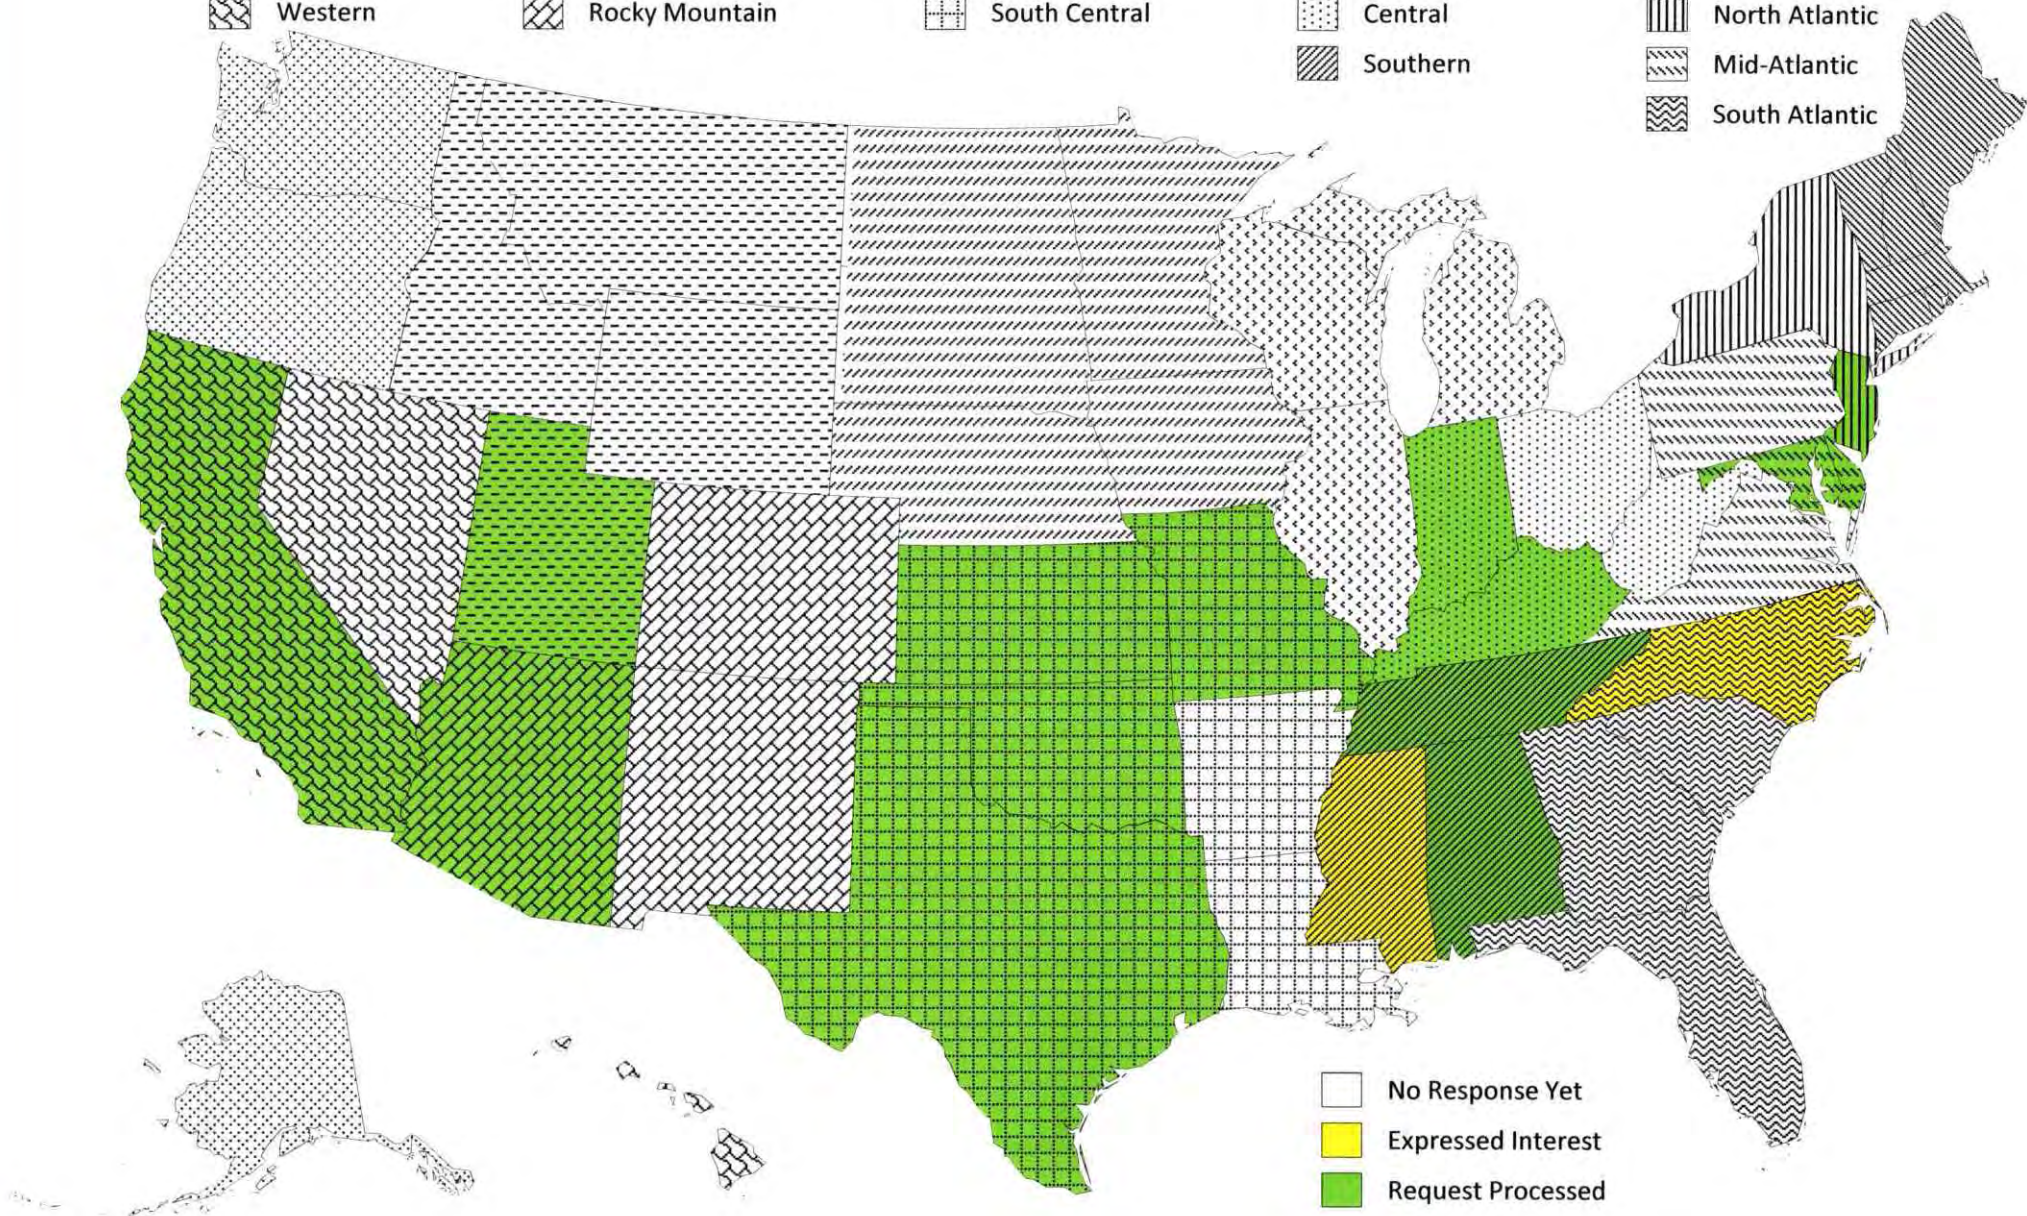 Western
Rocky Mountain
South Central
Central
North Atlantic
Southern
Mid-Atlantic
South Atlantic
No Response Yet
Expressed Interest
Request Processed